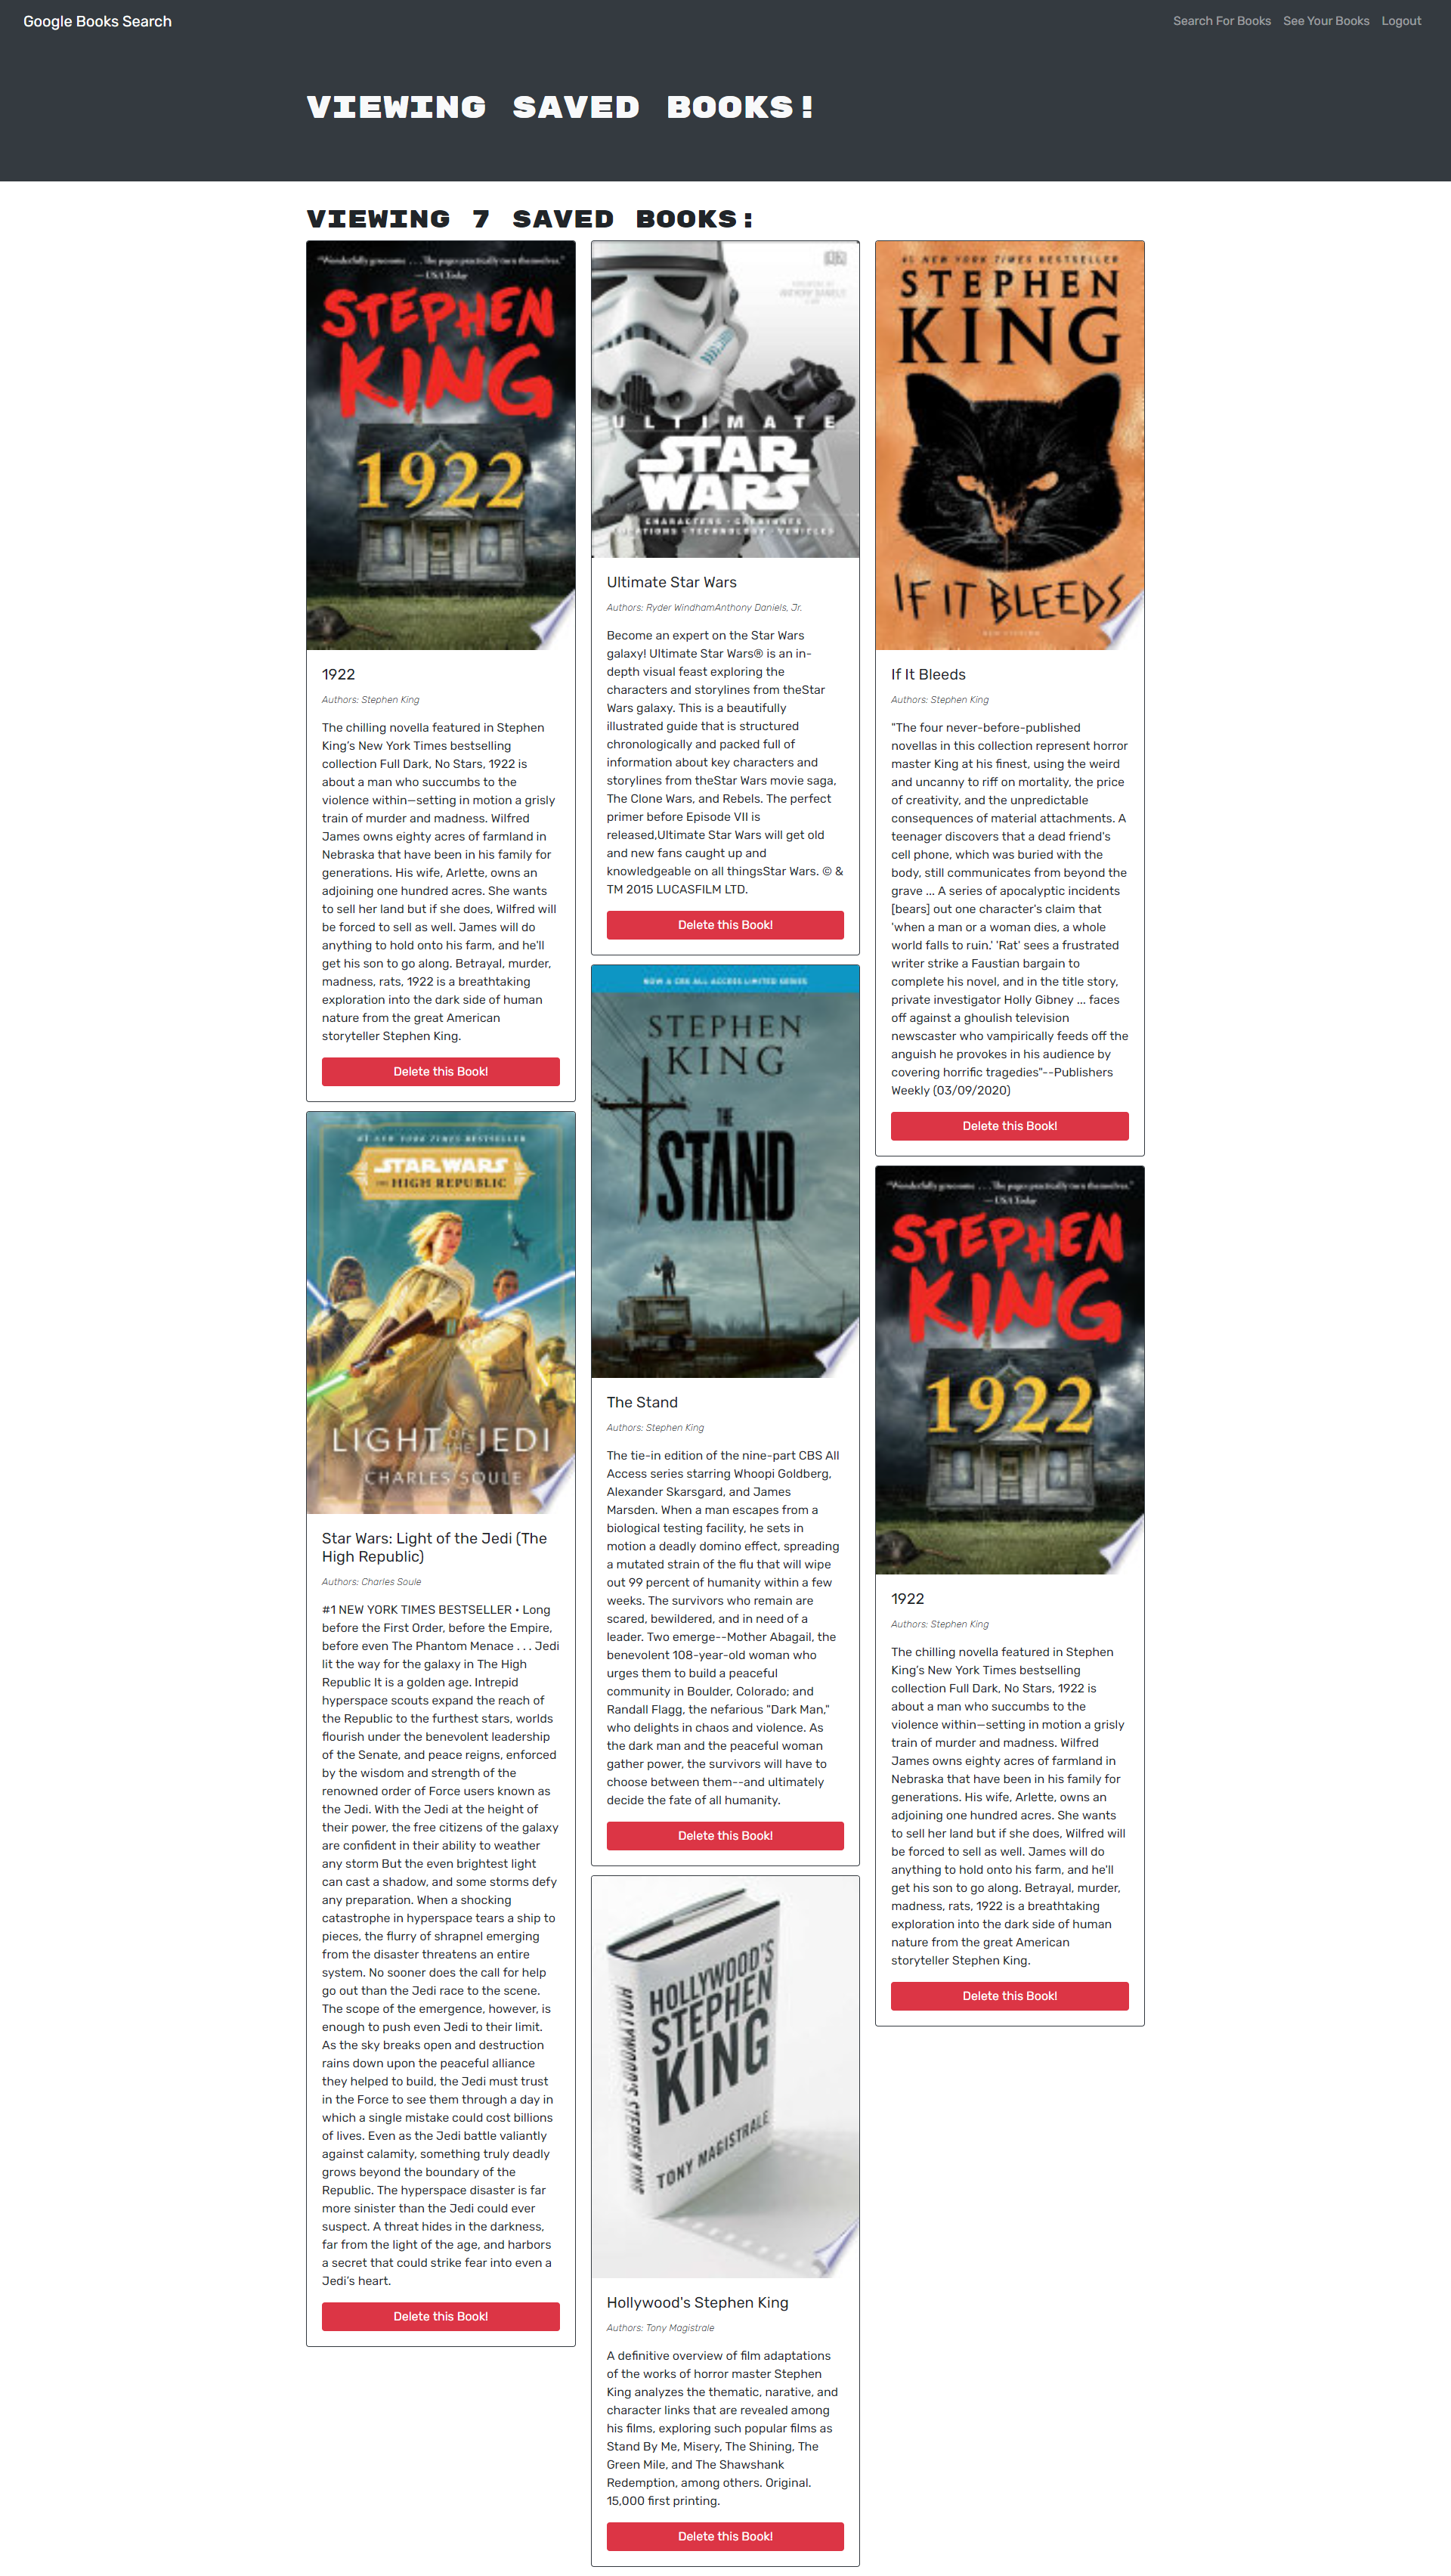 Google Books Search
Search For Books
See Your Books
Logout
VIEWING SAVED BOOKS!
VIEWING 7 SAVED BOOKS:
"Wonderfully gruesome . . . The pages practically turn themselves."
— USA Today
STEPHEN
KING
1922
1922
Authors: Stephen King
The chilling novella featured in Stephen
King's New York Times bestselling
collection Full Dark, No Stars, 1922 is
about a man who succumbs to the
violence within—setting in motion a grisly
train of murder and madness. Wilfred
James owns eighty acres of farmland in
Nebraska that have been in his family for
generations. His wife, Arlette, owns an
adjoining one hundred acres. She wants
to sell her land but if she does, Wilfred will
be forced to sell as well. James will do
anything to hold onto his farm, and he'll
get his son to go along. Betrayal, murder,
madness, rats, 1922 is a breathtaking
exploration into the dark side of human
nature from the great American
storyteller Stephen King.
Delete this Book!
#1 NEW YORK TIMES BESTSELLER
STAR WARS
THE HIGH REPUBLIC
LIGHT OF THE JEDI
CHARLES SOULE
Star Wars: Light of the Jedi (The
High Republic)
Authors: Charles Soule
#1 NEW YORK TIMES BESTSELLER • Long
before the First Order, before the Empire,
before even The Phantom Menace . . . Jedi
lit the way for the galaxy in The High
Republic It is a golden age. Intrepid
hyperspace scouts expand the reach of
the Republic to the furthest stars, worlds
flourish under the benevolent leadership
of the Senate, and peace reigns, enforced
by the wisdom and strength of the
renowned order of Force users known as
the Jedi. With the Jedi at the height of
their power, the free citizens of the galaxy
are confident in their ability to weather
any storm But the even brightest light
can cast a shadow, and some storms defy
any preparation. When a shocking
catastrophe in hyperspace tears a ship to
pieces, the flurry of shrapnel emerging
from the disaster threatens an entire
system. No sooner does the call for help
go out than the Jedi race to the scene.
The scope of the emergence, however, is
enough to push even Jedi to their limit.
As the sky breaks open and destruction
rains down upon the peaceful alliance
they helped to build, the Jedi must trust
in the Force to see them through a day in
which a single mistake could cost billions
of lives. Even as the Jedi battle valiantly
against calamity, something truly deadly
grows beyond the boundary of the
Republic. The hyperspace disaster is far
more sinister than the Jedi could ever
suspect. A threat hides in the darkness,
far from the light of the age, and harbors
a secret that could strike fear into even a
Jedi's heart.
Delete this Book!
DK
ANTHONY DANIELS
ULTIMATE
STAR
WARS
CHARACTERS • CREATURES
LOCATIONS • TECHNOLOGY • VEHICLES
Ultimate Star Wars
Authors: Ryder WindhamAnthony Daniels, Jr.
Become an expert on the Star Wars
galaxy! Ultimate Star Wars® is an in-
depth visual feast exploring the
characters and storylines from theStar
Wars galaxy. This is a beautifully
illustrated guide that is structured
chronologically and packed full of
information about key characters and
storylines from theStar Wars movie saga,
The Clone Wars, and Rebels. The perfect
primer before Episode VII is
released,Ultimate Star Wars will get old
and new fans caught up and
knowledgeable on all thingsStar Wars. © &
TM 2015 LUCASFILM LTD.
Delete this Book!
NOW A CBS ALL ACCESS LIMITED SERIES
STEPHEN
KING
THE
STAND
The Stand
Authors: Stephen King
The tie-in edition of the nine-part CBS All
Access series starring Whoopi Goldberg,
Alexander Skarsgard, and James
Marsden. When a man escapes from a
biological testing facility, he sets in
motion a deadly domino effect, spreading
a mutated strain of the flu that will wipe
out 99 percent of humanity within a few
weeks. The survivors who remain are
scared, bewildered, and in need of a
leader. Two emerge--Mother Abagail, the
benevolent 108-year-old woman who
urges them to build a peaceful
community in Boulder, Colorado; and
Randall Flagg, the nefarious "Dark Man,"
who delights in chaos and violence. As
the dark man and the peaceful woman
gather power, the survivors will have to
choose between them--and ultimately
decide the fate of all humanity.
Delete this Book!
HOLLYWOOD'S
STEPHEN
KING
TONY MAGISTRALE
HOLLYWOOD'S STEPHEN KING
Hollywood's Stephen King
Authors: Tony Magistrale
A definitive overview of film adaptations
of the works of horror master Stephen
King analyzes the thematic, narative, and
character links that are revealed among
his films, exploring such popular films as
Stand By Me, Misery, The Shining, The
Green Mile, and The Shawshank
Redemption, among others. Original.
15,000 first printing.
Delete this Book!
#1 NEW YORK TIMES BESTSELLER
STEPHEN
KING
IF IT BLEEDS
If It Bleeds
Authors: Stephen King
"The four never-before-published
novellas in this collection represent horror
master King at his finest, using the weird
and uncanny to riff on mortality, the price
of creativity, and the unpredictable
consequences of material attachments. A
teenager discovers that a dead friend's
cell phone, which was buried with the
body, still communicates from beyond the
grave ... A series of apocalyptic incidents
[bears] out one character's claim that
'when a man or a woman dies, a whole
world falls to ruin.' 'Rat' sees a frustrated
writer strike a Faustian bargain to
complete his novel, and in the title story,
private investigator Holly Gibney ... faces
off against a ghoulish television
newscaster who vampirically feeds off the
anguish he provokes in his audience by
covering horrific tragedies"--Publishers
Weekly (03/09/2020)
Delete this Book!
"Wonderfully gruesome . . . The pages practically turn themselves."
— USA Today
STEPHEN
KING
1922
1922
Authors: Stephen King
The chilling novella featured in Stephen
King's New York Times bestselling
collection Full Dark, No Stars, 1922 is
about a man who succumbs to the
violence within—setting in motion a grisly
train of murder and madness. Wilfred
James owns eighty acres of farmland in
Nebraska that have been in his family for
generations. His wife, Arlette, owns an
adjoining one hundred acres. She wants
to sell her land but if she does, Wilfred will
be forced to sell as well. James will do
anything to hold onto his farm, and he'll
get his son to go along. Betrayal, murder,
madness, rats, 1922 is a breathtaking
exploration into the dark side of human
nature from the great American
storyteller Stephen King.
Delete this Book!